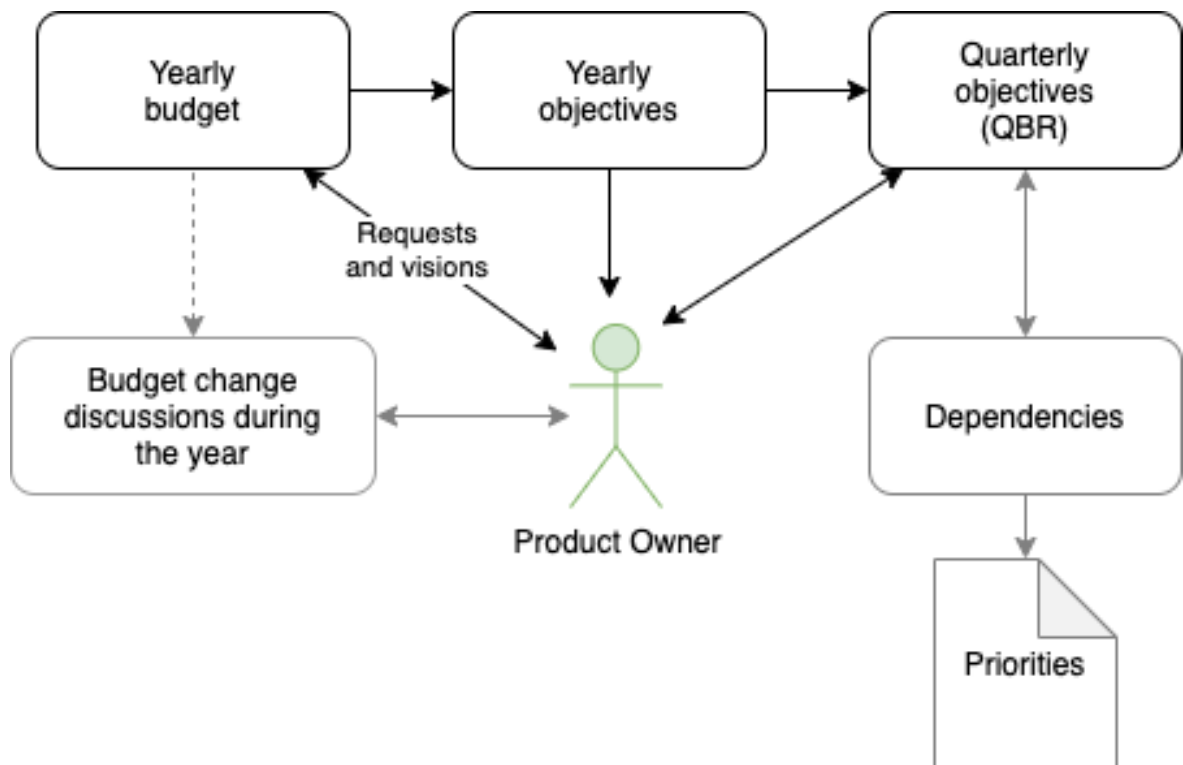 Yearly
budget
Yearly
objectives
Quarterly
objectives
(QBR)
Requests
and visions
Budget change
discussions during
the year
Dependencies
Product Owner
Priorities